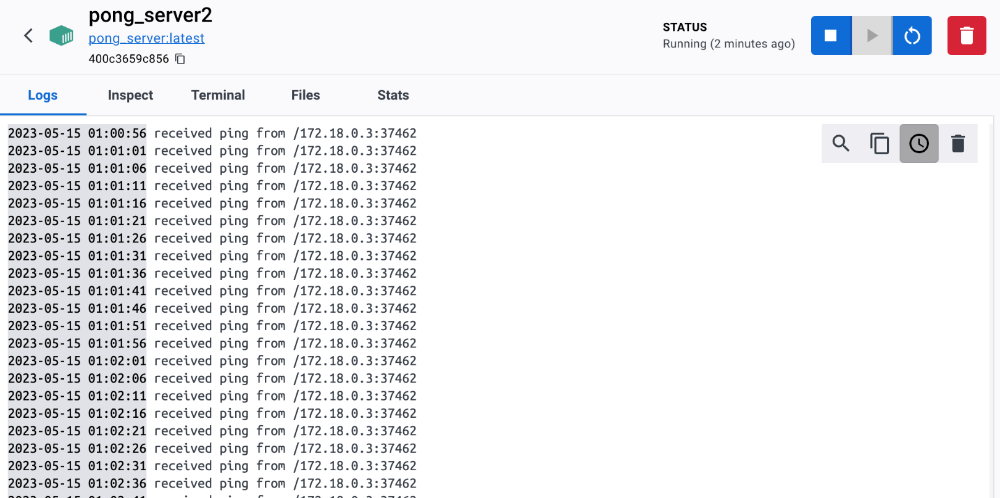 pong_server2
pong_server:latest
400c3659c856
STATUS
Running (2 minutes ago)
Logs Inspect Terminal Files Stats
2023-05-15 01:00:56 received ping from /172.18.0.3:37462
2023-05-15 01:01:01 received ping from /172.18.0.3:37462
2023-05-15 01:01:06 received ping from /172.18.0.3:37462
2023-05-15 01:01:11 received ping from /172.18.0.3:37462
2023-05-15 01:01:16 received ping from /172.18.0.3:37462
2023-05-15 01:01:21 received ping from /172.18.0.3:37462
2023-05-15 01:01:26 received ping from /172.18.0.3:37462
2023-05-15 01:01:31 received ping from /172.18.0.3:37462
2023-05-15 01:01:36 received ping from /172.18.0.3:37462
2023-05-15 01:01:41 received ping from /172.18.0.3:37462
2023-05-15 01:01:46 received ping from /172.18.0.3:37462
2023-05-15 01:01:51 received ping from /172.18.0.3:37462
2023-05-15 01:01:56 received ping from /172.18.0.3:37462
2023-05-15 01:02:01 received ping from /172.18.0.3:37462
2023-05-15 01:02:06 received ping from /172.18.0.3:37462
2023-05-15 01:02:11 received ping from /172.18.0.3:37462
2023-05-15 01:02:16 received ping from /172.18.0.3:37462
2023-05-15 01:02:21 received ping from /172.18.0.3:37462
2023-05-15 01:02:26 received ping from /172.18.0.3:37462
2023-05-15 01:02:31 received ping from /172.18.0.3:37462
2023-05-15 01:02:36 received ping from /172.18.0.3:37462